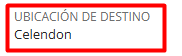 UBICACIÓN DE DESTINO
Celendon